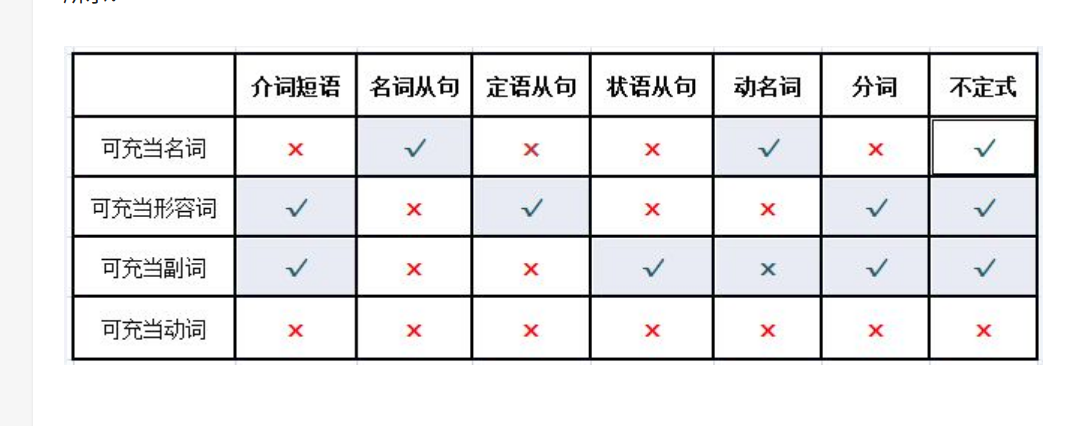 介词短语 名词从句 定语从句 状语从句 动名词 分词 不定式
可充当名词 × √ × × √ × √
可充当形容词 √ × √ × × √ √
可充当副词 √ × × √ × √ √
可充当动词 × × × × × × ×